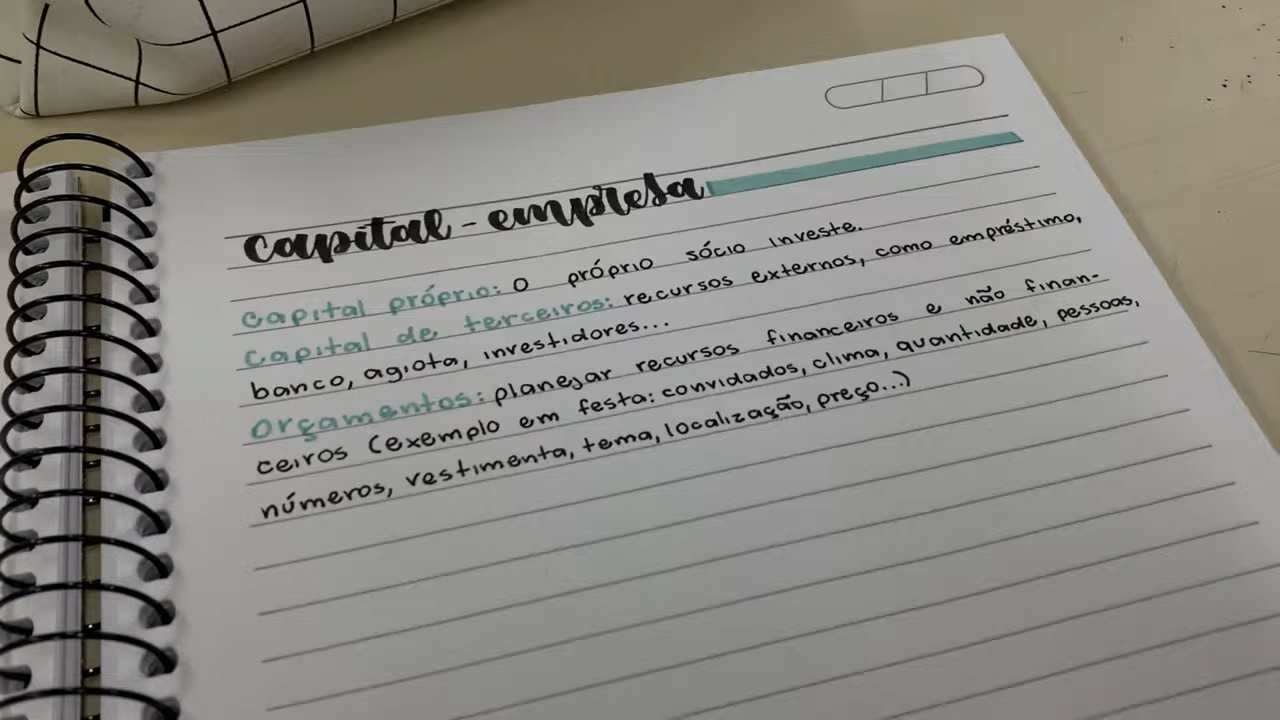 capital - empresa
capital próprio: O próprio sócio investe.
capital de terceiros: recursos externos, como empréstimo,
banco, agiota, investidores...
orçamentos: planejar recursos financeiros e não finan-
ceiros (exemplo em festa: convidados, clima, quantidade, pessoas,
números, vestimenta, tema, localização, preço...)